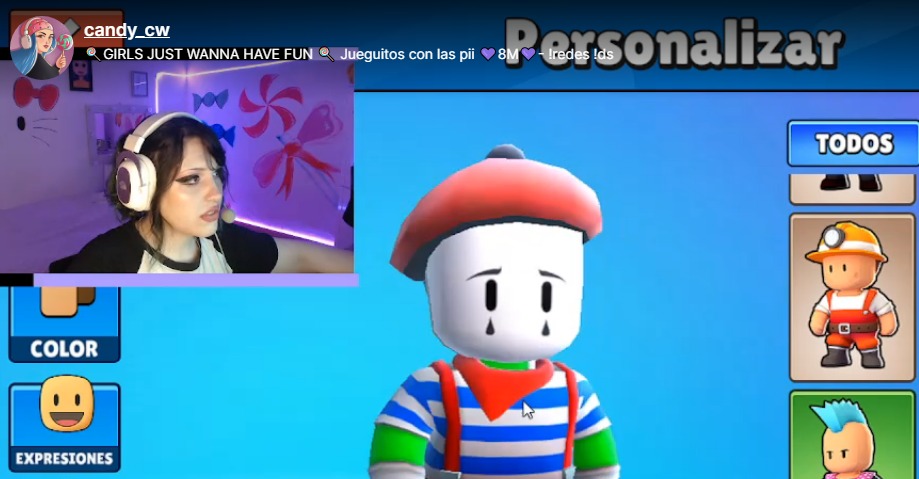 candy_cw
🍭GIRLS JUST WANNA HAVE FUN 🍭 Jueguitos con las pii 💜8M💜- !redes !ds
Personalizar
TODOS
COLOR
EXPRESIONES